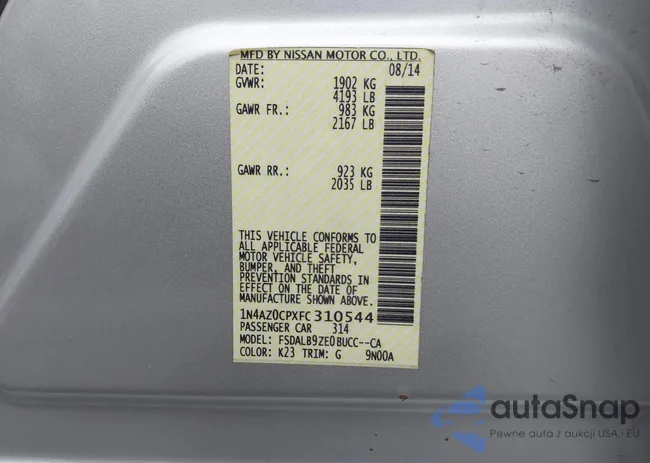 MFD BY NISSAN MOTOR CO., LTD.
DATE: 08/14
GVWR: 1902 KG
4193 LB
GAWR FR.: 983 KG
2167 LB
GAWR RR.: 923 KG
2035 LB
THIS VEHICLE CONFORMS TO
ALL APPLICABLE FEDERAL
MOTOR VEHICLE SAFETY,
BUMPER, AND THEFT
PREVENTION STANDARDS IN
EFFECT ON THE DATE OF
MANUFACTURE SHOWN ABOVE.
1N4AZ0CPXFC310544
PASSENGER CAR 314
MODEL: FSDALB9ZE0BUCC--CA
COLOR: K23 TRIM: G 9N00A
autaSnap
Pewne auta z aukcji USA i EU